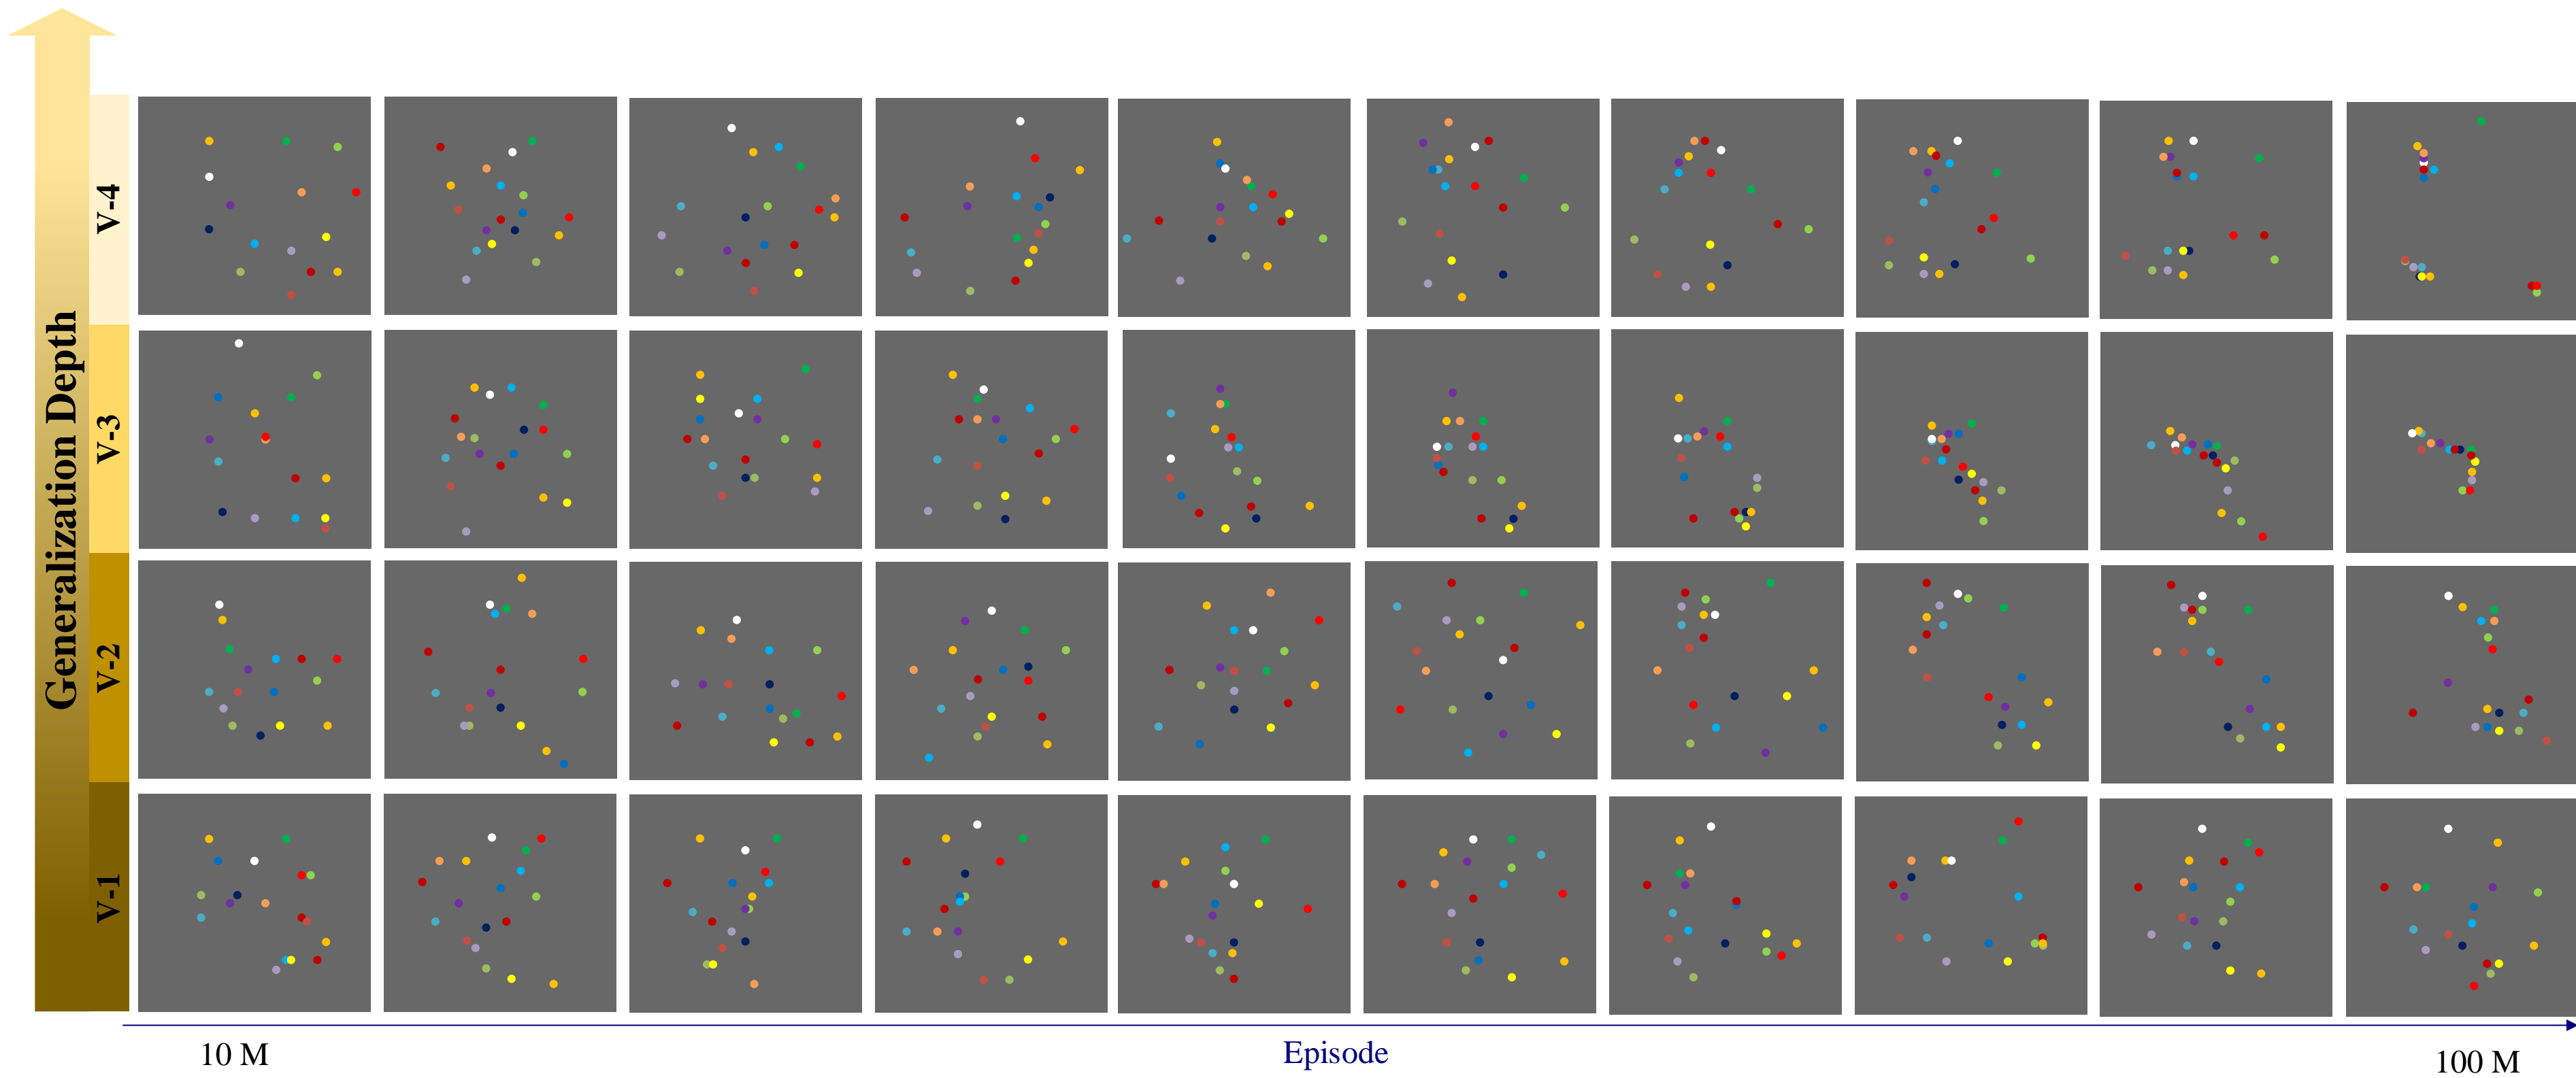 Generalization Depth
V-4
V-3
V-2
V-1
10 M
Episode
100 M